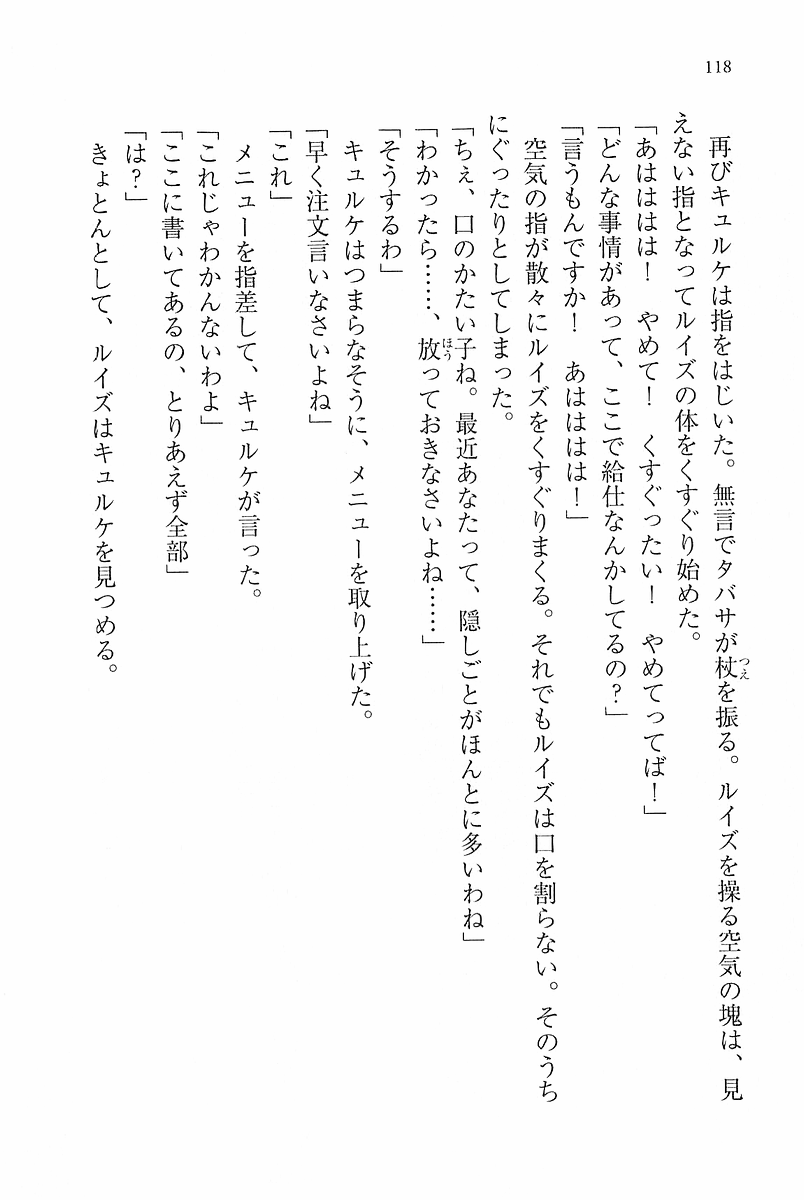 118
再びキュルケは指をはじいた。無言でタバサが杖を振る。ルイズを操る空気の塊は、見
えない指となってルイズの体をくすぐり始めた。
「あはははは！　やめて！　くすぐったい！　やめてってば！」
「どんな事情があって、ここで給仕なんかしてるの？」
「言うもんですか！　あはははは！」
空気の指が散々にルイズをくすぐりまくる。それでもルイズは口を割らない。そのうち
にぐったりとしてしまった。
「ちぇ、口のかたい子ね。最近あなたって、隠しごとがほんとに多いわね」
「わかったら……、放っておきなさいよね……」
「そうするわ」
キュルケはつまらなそうに、メニューを取り上げた。
「早く注文言いなさいよね」
「これ」
メニューを指差して、キュルケが言った。
「これじゃわかんないわよ」
「ここに書いてあるの、とりあえず全部」
「は？」
きょとんとして、ルイズはキュルケを見つめる。